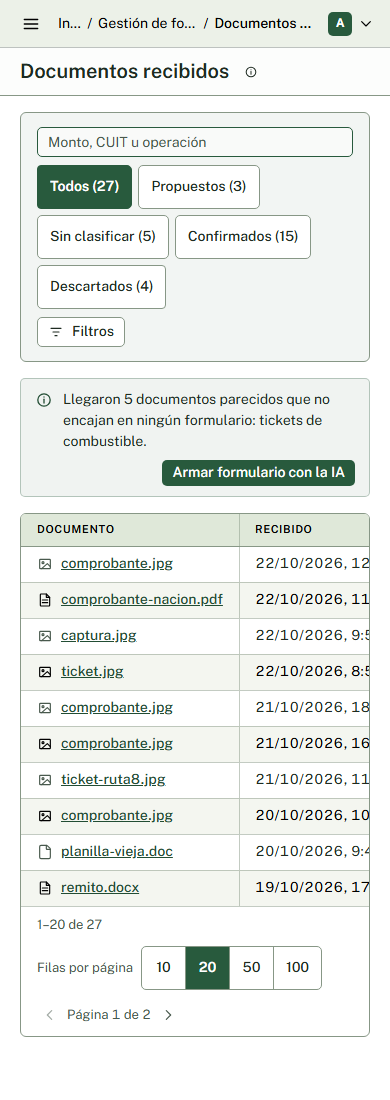 In... / Gestión de fo... / Documentos ... A
Documentos recibidos
Monto, CUIT u operación
Todos (27) Propuestos (3)
Sin clasificar (5) Confirmados (15)
Descartados (4)
Filtros
Llegaron 5 documentos parecidos que no
encajan en ningún formulario: tickets de
combustible.
Armar formulario con la IA
DOCUMENTO RECIBIDO
comprobante.jpg 22/10/2026, 12
comprobante-nacion.pdf 22/10/2026, 11
captura.jpg 22/10/2026, 9:5
ticket.jpg 22/10/2026, 8:5
comprobante.jpg 21/10/2026, 18
comprobante.jpg 21/10/2026, 16
ticket-ruta8.jpg 21/10/2026, 11
comprobante.jpg 20/10/2026, 10
planilla-vieja.doc 20/10/2026, 9:4
remito.docx 19/10/2026, 17
1–20 de 27
Filas por página 10 20 50 100
Página 1 de 2